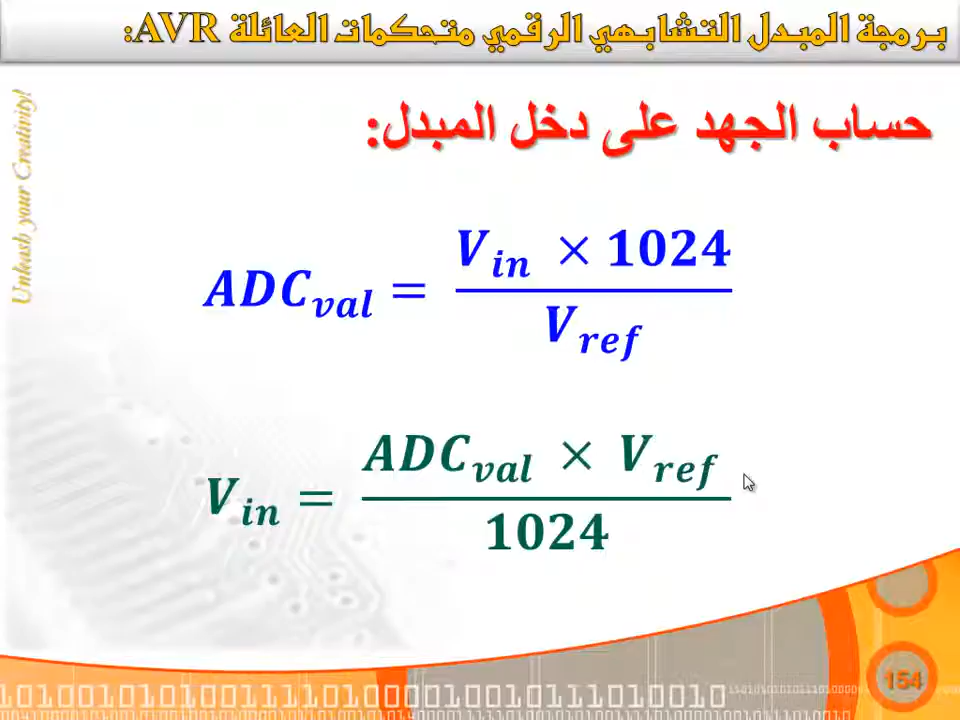 برمجة المبدل التشابهي الرقمي متحكمات العائلة AVR:
Unleash your Creativity!
حساب الجهد على دخل المبدل:
ADC_val = (V_in × 1024) / V_ref
V_in = (ADC_val × V_ref) / 1024
154